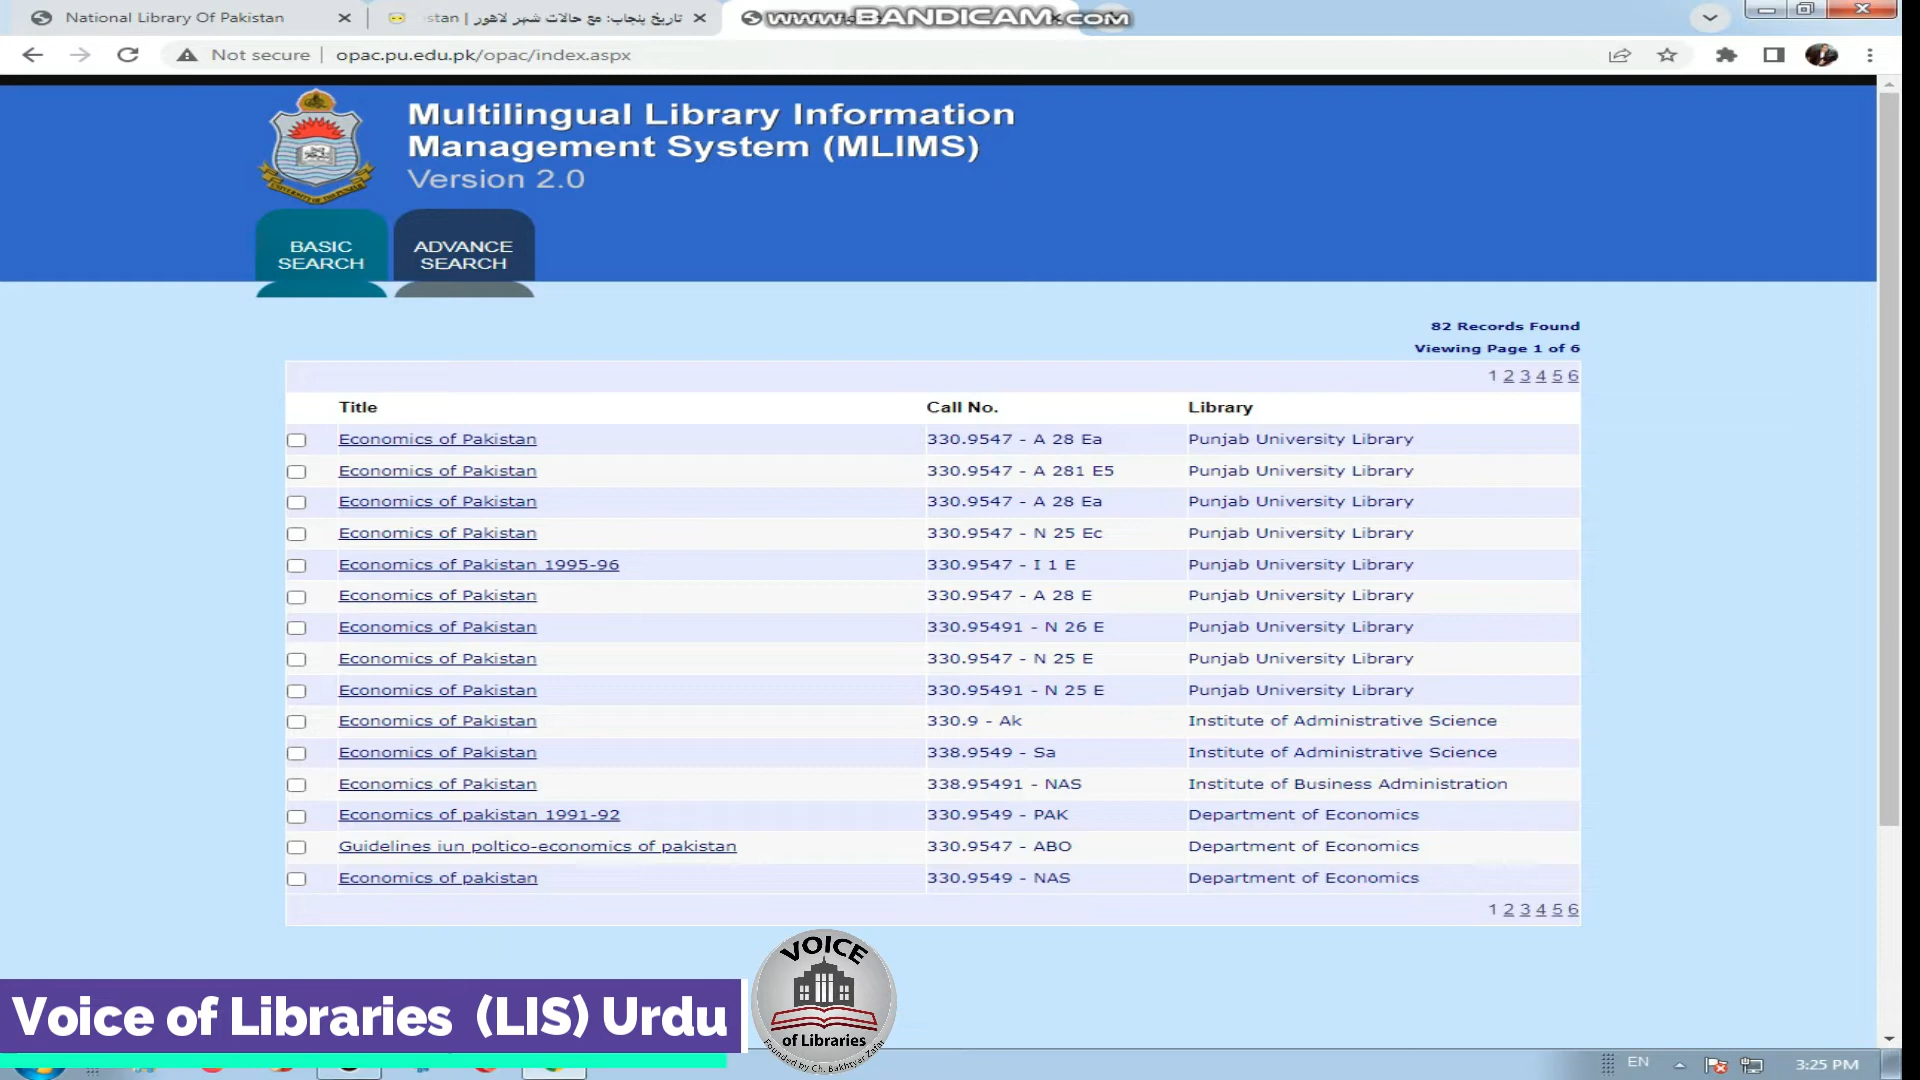 National Library Of Pakistan
تاریخ پنجاب: مع حالات شہر لاہور | stan
www.BANDICAM.com
Not secure
opac.pu.edu.pk/opac/index.aspx
UNIVERSITY OF THE PUNJAB
Multilingual Library Information
Management System (MLIMS)
Version 2.0
BASIC
SEARCH
ADVANCE
SEARCH
82 Records Found
Viewing Page 1 of 6
1 2 3 4 5 6
Title Call No. Library
Economics of Pakistan 330.9547 - A 28 Ea Punjab University Library
Economics of Pakistan 330.9547 - A 281 E5 Punjab University Library
Economics of Pakistan 330.9547 - A 28 Ea Punjab University Library
Economics of Pakistan 330.9547 - N 25 Ec Punjab University Library
Economics of Pakistan 1995-96 330.9547 - I 1 E Punjab University Library
Economics of Pakistan 330.9547 - A 28 E Punjab University Library
Economics of Pakistan 330.95491 - N 26 E Punjab University Library
Economics of Pakistan 330.9547 - N 25 E Punjab University Library
Economics of Pakistan 330.95491 - N 25 E Punjab University Library
Economics of Pakistan 330.9 - Ak Institute of Administrative Science
Economics of Pakistan 338.9549 - Sa Institute of Administrative Science
Economics of Pakistan 338.95491 - NAS Institute of Business Administration
Economics of pakistan 1991-92 330.9549 - PAK Department of Economics
Guidelines iun poltico-economics of pakistan 330.9547 - ABO Department of Economics
Economics of pakistan 330.9549 - NAS Department of Economics
1 2 3 4 5 6
Voice of Libraries (LIS) Urdu
VOICE
of Libraries
Founded by Ch. Bakhtyar Zafar
EN
3:25 PM